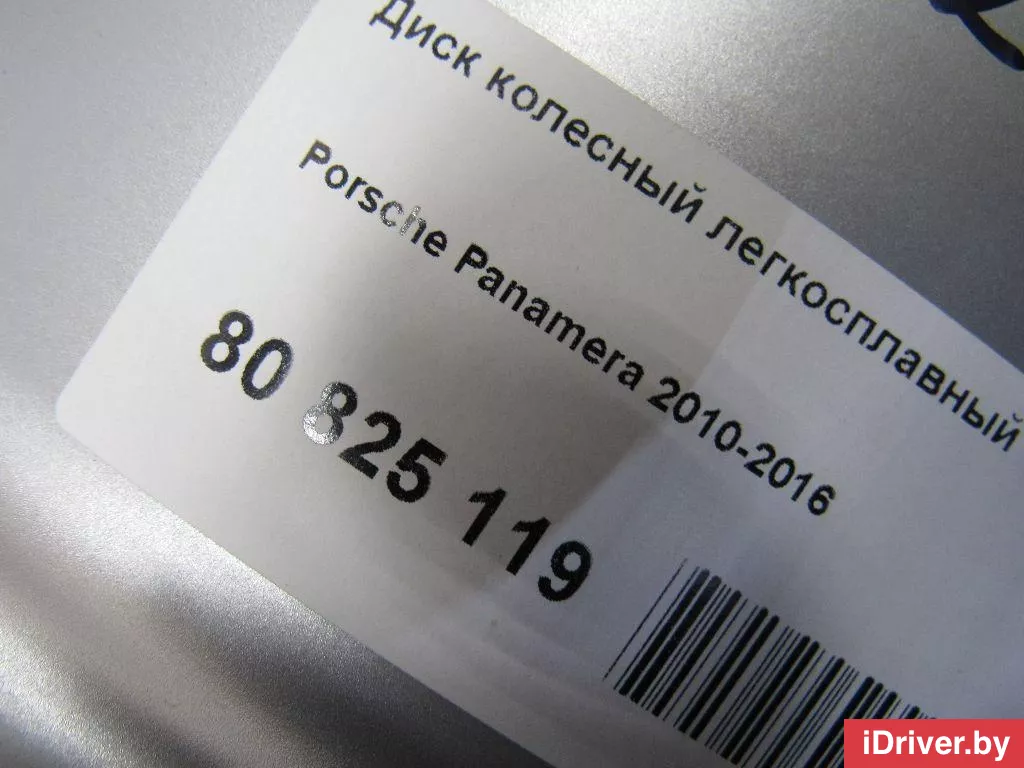 Диск колесный легкосплавный
Porsche Panamera 2010-2016
80 825 119
iDriver.by